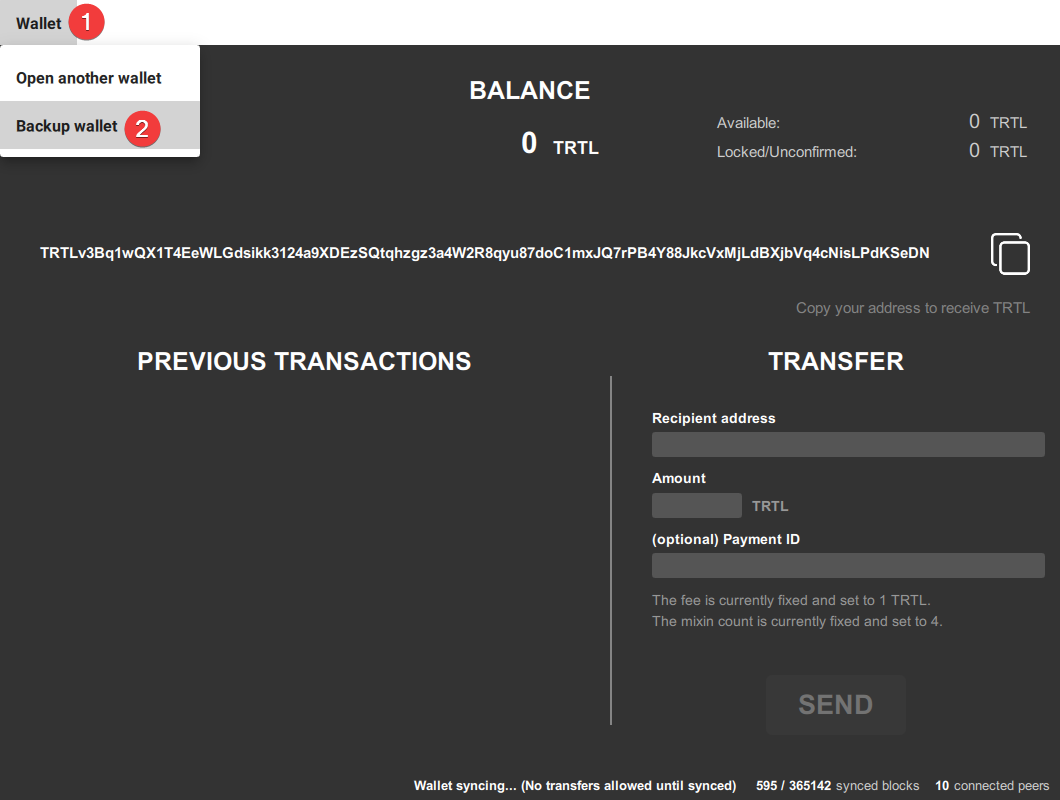 Wallet 1
Open another wallet
Backup wallet 2
BALANCE
0 TRTL
Available: 0 TRTL
Locked/Unconfirmed: 0 TRTL
TRTLv3Bq1wQX1T4EeWLGdsikk3124a9XDEzSQtqhzgz3a4W2R8qyu87doC1mxJQ7rPB4Y88JkcVxMjLdBXjbVq4cNisLPdKSeDN
Copy your address to receive TRTL
PREVIOUS TRANSACTIONS
TRANSFER
Recipient address
Amount
TRTL
(optional) Payment ID
The fee is currently fixed and set to 1 TRTL.
The mixin count is currently fixed and set to 4.
SEND
Wallet syncing... (No transfers allowed until synced) 595 / 365142 synced blocks 10 connected peers